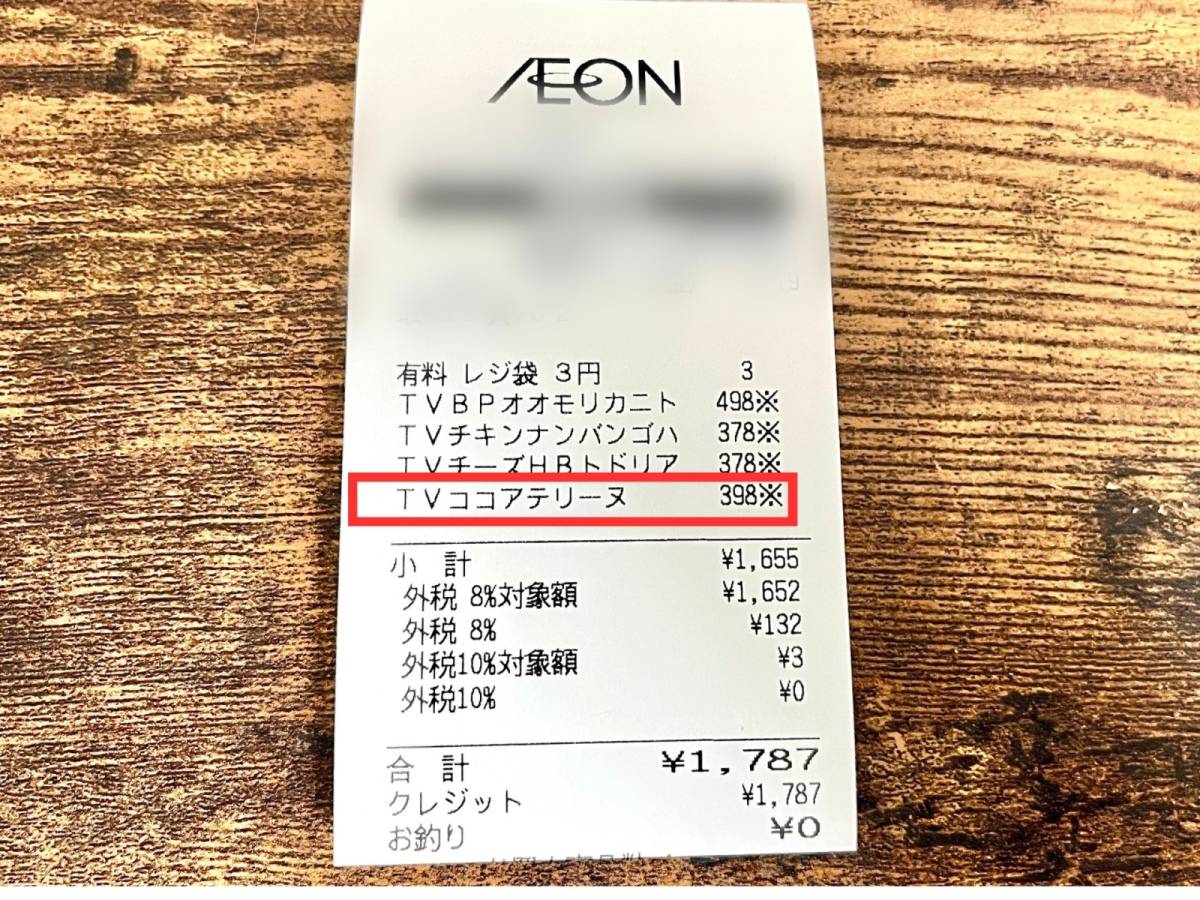 ÆON
有料 レジ袋 3円 3
TVBPオオモリカニト 498※
TVチキンナンバンゴハ 378※
TVチーズHBトドリア 378※
TVココアテリーヌ 398※
小 計 ¥1,655
外税 8%対象額 ¥1,652
外税 8% ¥132
外税10%対象額 ¥3
外税10% ¥0
合 計 ¥1,787
クレジット ¥1,787
お釣り ¥0